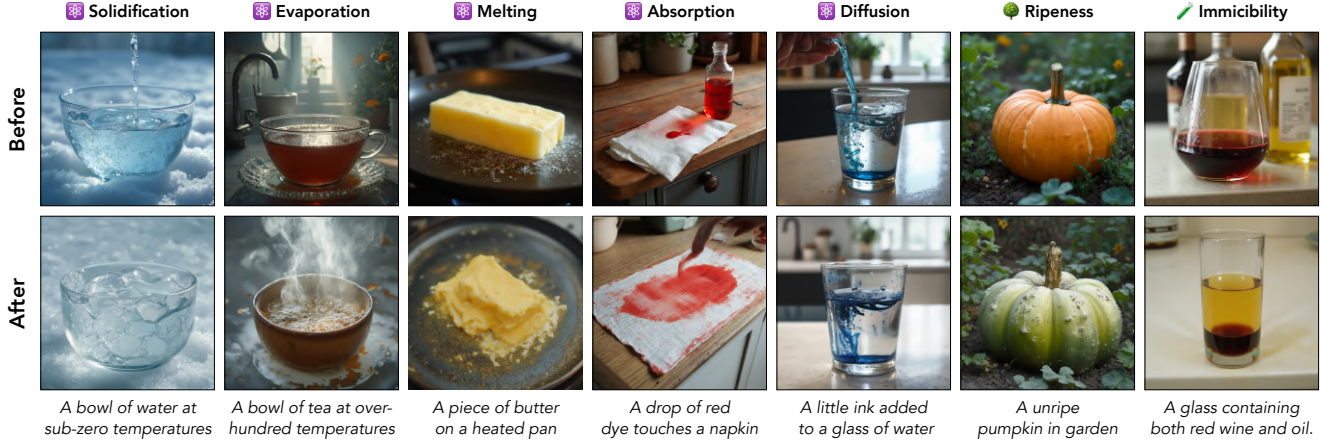 Solidification Evaporation Melting Absorption Diffusion Ripeness Immicibility
Before
After
A bowl of water at
sub-zero temperatures
A bowl of tea at over-
hundred temperatures
A piece of butter
on a heated pan
A drop of red
dye touches a napkin
A little ink added
to a glass of water
A unripe
pumpkin in garden
A glass containing
both red wine and oil.